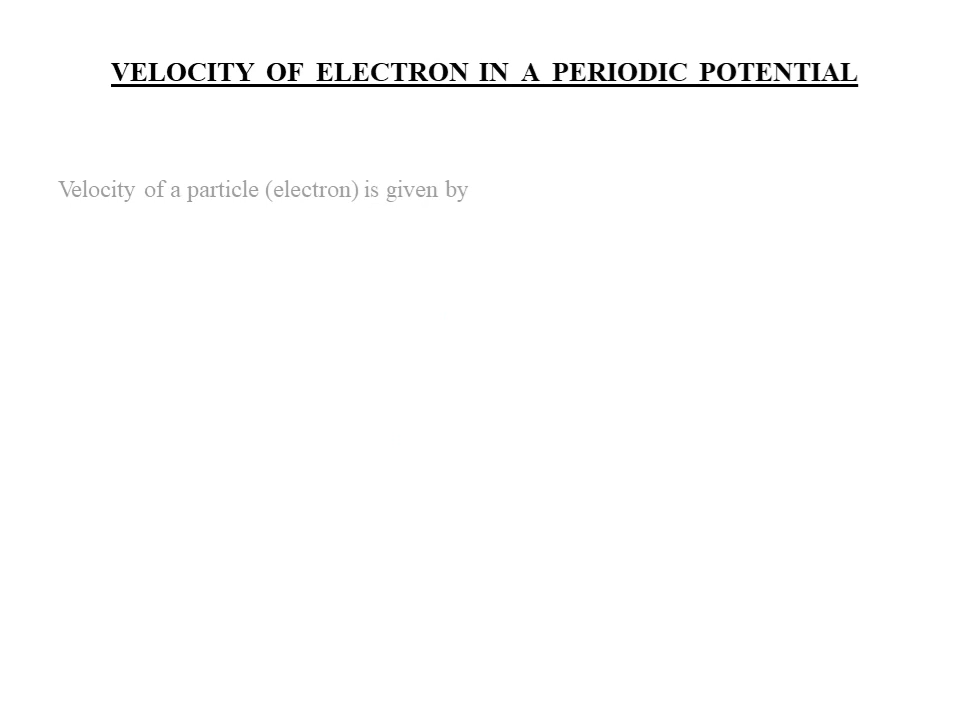 VELOCITY OF ELECTRON IN A PERIODIC POTENTIAL
Velocity of a particle (electron) is given by